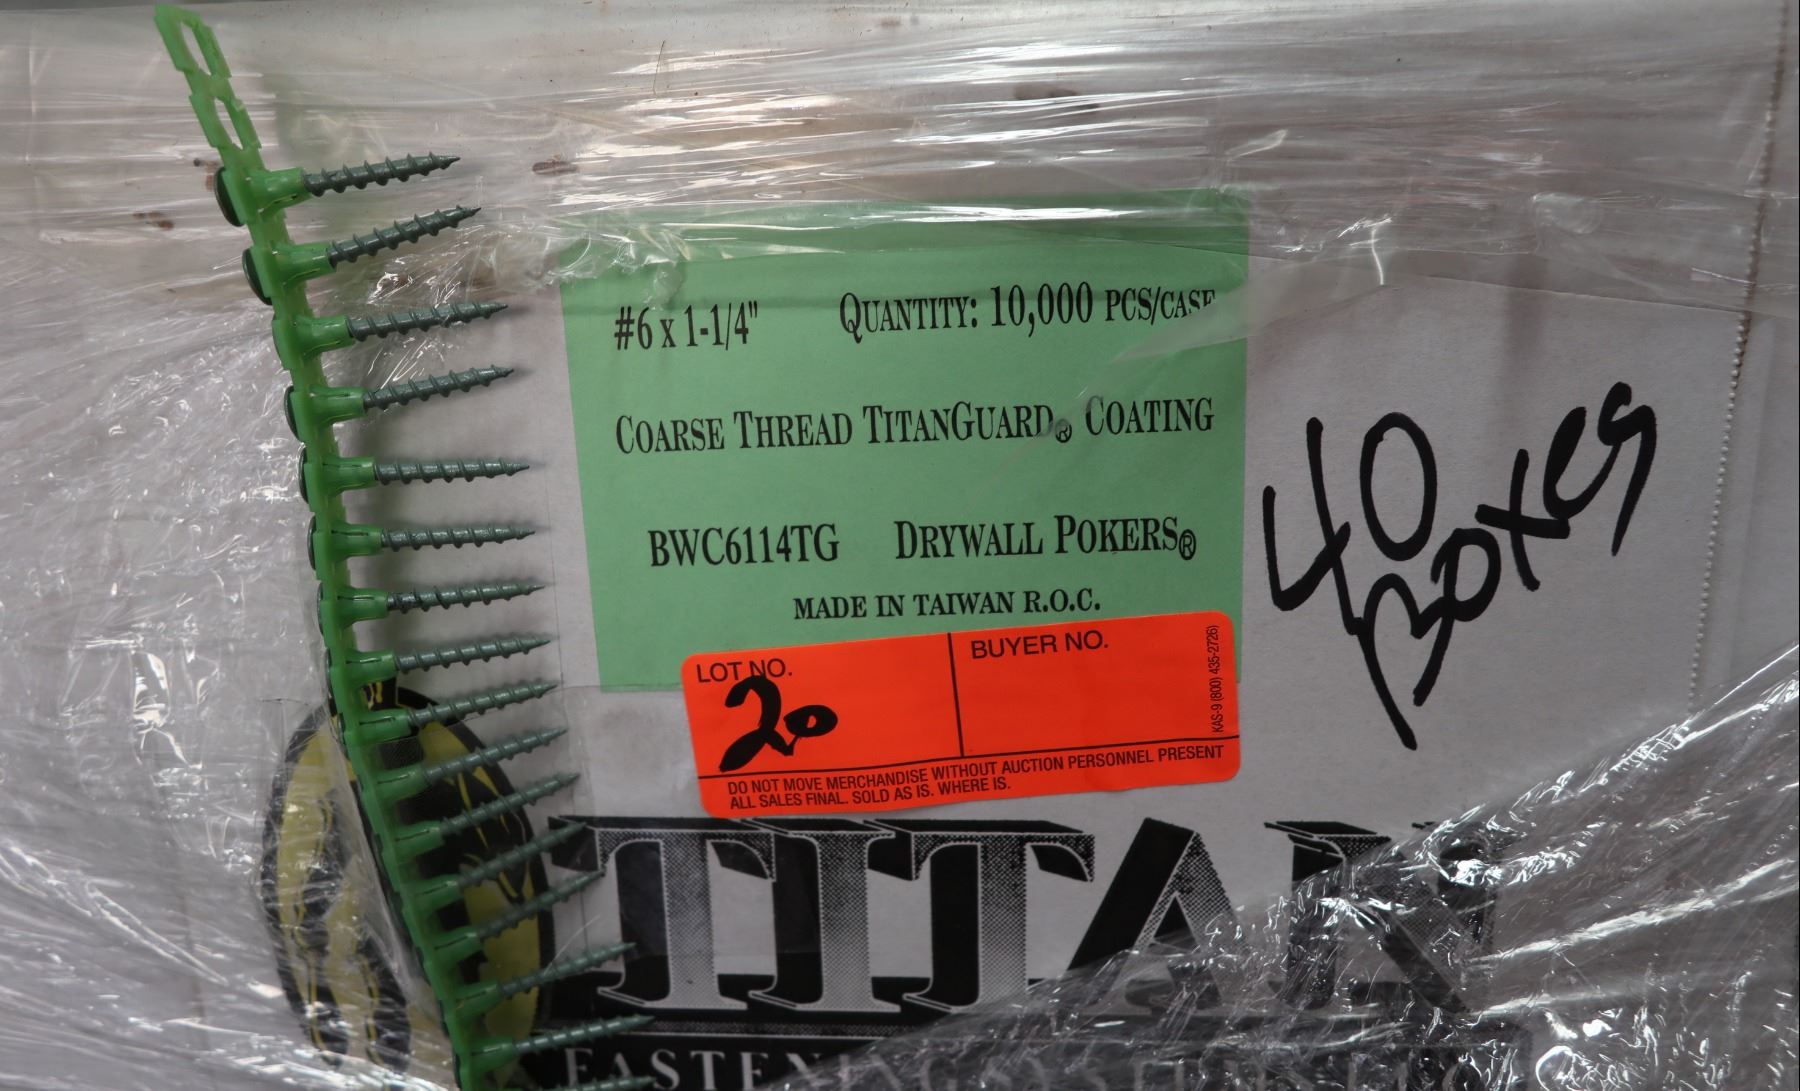 #6 x 1-1/4" QUANTITY: 10,000 PCS/CASE
COARSE THREAD TITANGUARD® COATING
BWC6114TG DRYWALL POKERS®
MADE IN TAIWAN R.O.C.
40
Boxes
LOT NO. 20
BUYER NO.
KAS-9 (800) 435-2726)
DO NOT MOVE MERCHANDISE WITHOUT AUCTION PERSONNEL PRESENT
ALL SALES FINAL. SOLD AS IS. WHERE IS.
TITAN
FASTENING